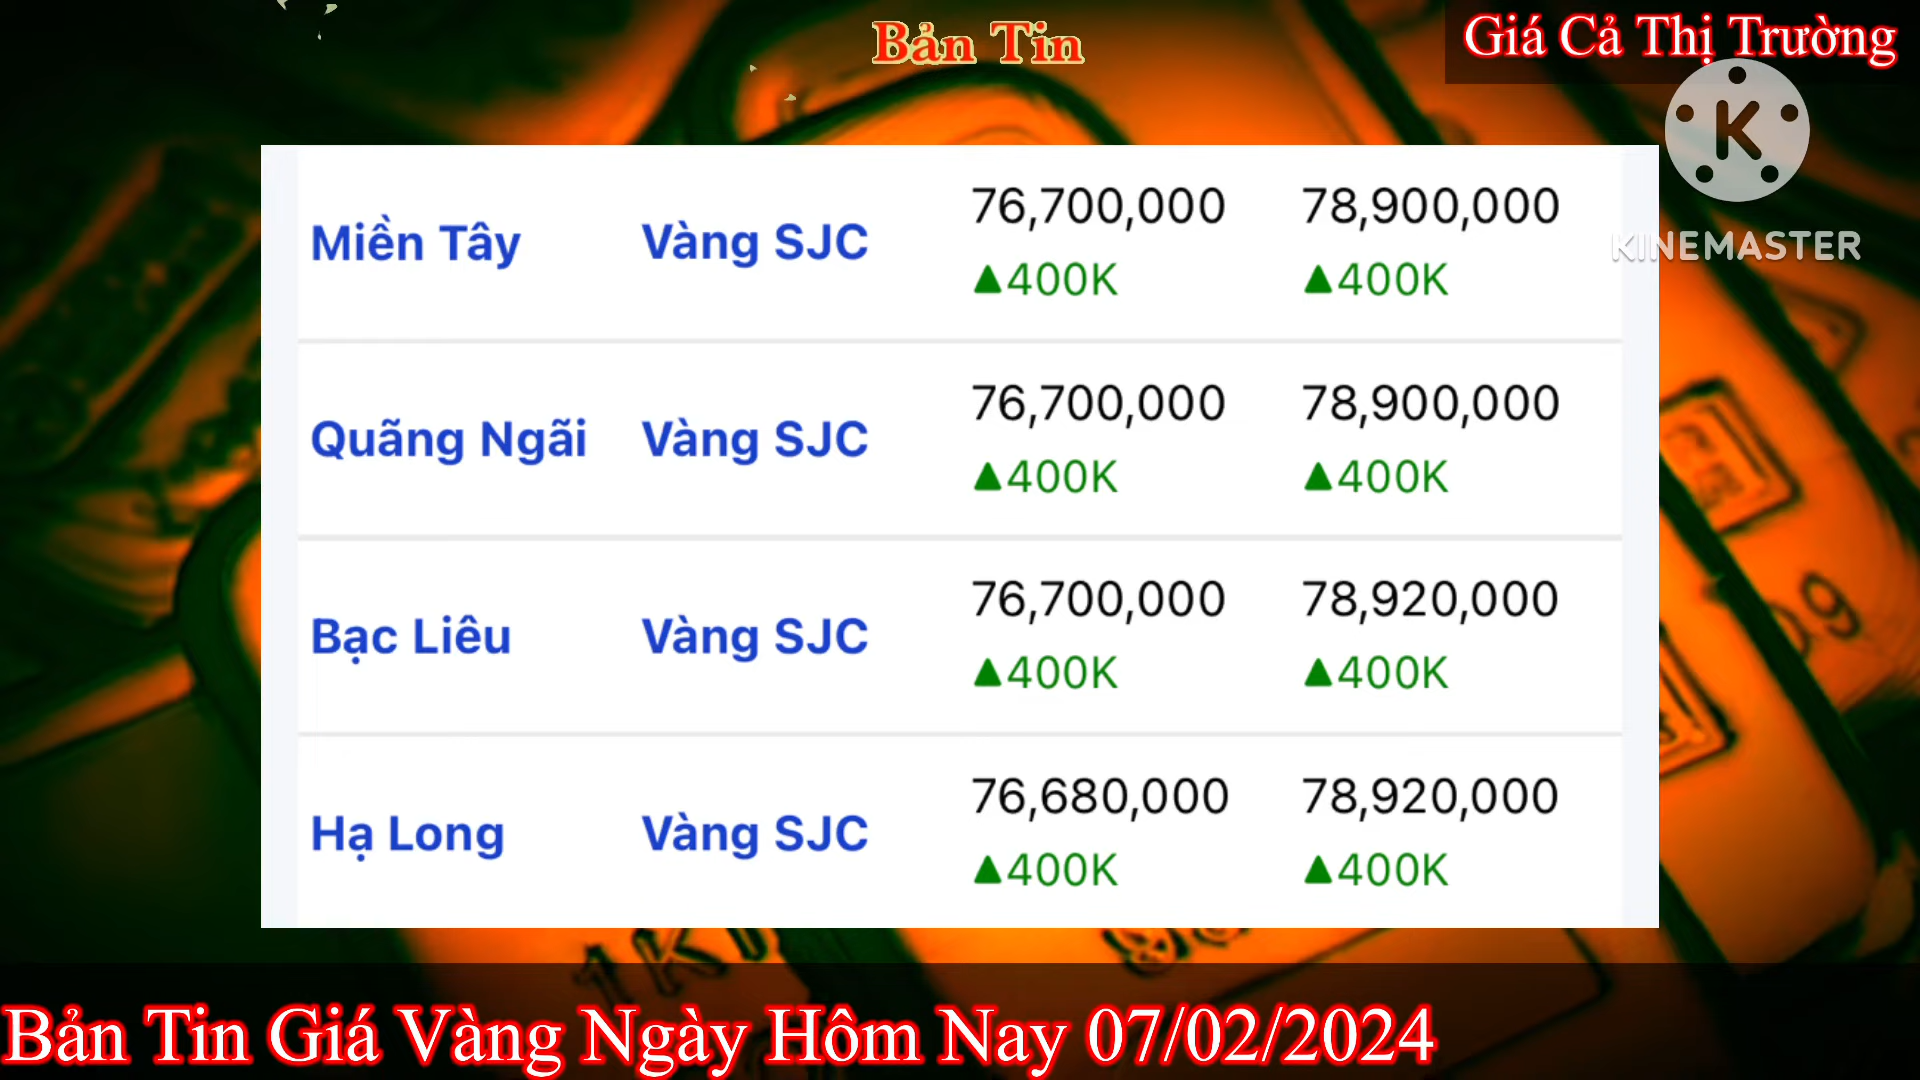 Bản Tin
Giá Cả Thị Trường
K
KINEMASTER
Miền Tây Vàng SJC 76,700,000 78,900,000
▲400K ▲400K
Quãng Ngãi Vàng SJC 76,700,000 78,900,000
▲400K ▲400K
Bạc Liêu Vàng SJC 76,700,000 78,920,000
▲400K ▲400K
Hạ Long Vàng SJC 76,680,000 78,920,000
▲400K ▲400K
Bản Tin Giá Vàng Ngày Hôm Nay 07/02/2024